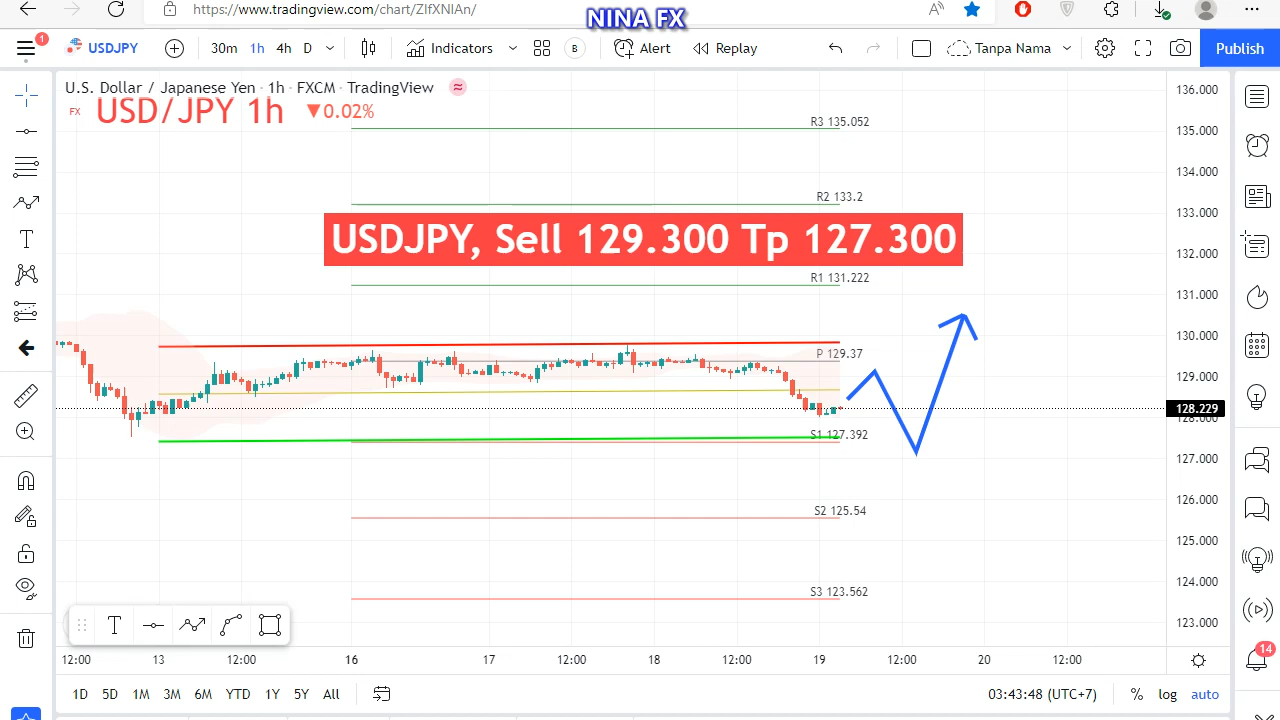 https://www.tradingview.com/chart/ZIfXNIAn/
NINA FX
1
USDJPY
30m 1h 4h D
Indicators
B
Alert
Replay
Tanpa Nama
Publish
U.S. Dollar / Japanese Yen · 1h · FXCM · TradingView
FX USD/JPY 1h ▼0.02%
R3 135.052
R2 133.2
USDJPY, Sell 129.300 Tp 127.300
R1 131.222
P 129.37
S1 127.392
S2 125.54
S3 123.562
136.000
135.000
134.000
133.000
132.000
131.000
130.000
129.000
128.229
128.000
127.000
126.000
125.000
124.000
123.000
T
12:00 13 12:00 16 17 12:00 18 12:00 19 12:00 20 12:00
14
1D 5D 1M 3M 6M YTD 1Y 5Y All
03:43:48 (UTC+7)
% log auto